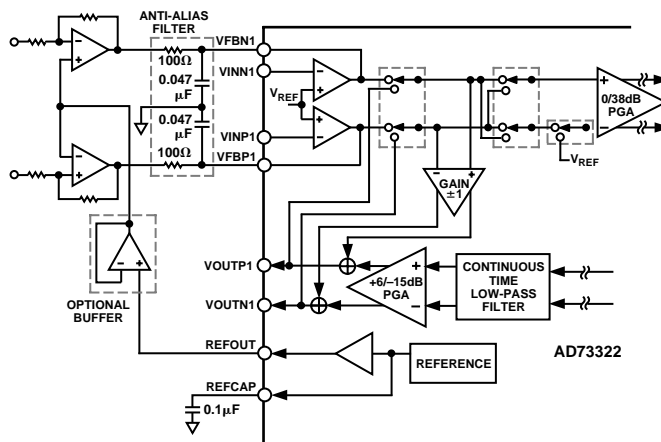 ANTI-ALIAS
FILTER
VFBN1
100Ω
VINN1
0.047
μF
VREF
0.047
μF
VINP1
100Ω
VFBP1
0/38dB
PGA
VREF
GAIN
±1
VOUTP1
+6/–15dB
PGA
CONTINUOUS
TIME
LOW-PASS
FILTER
VOUTN1
OPTIONAL
BUFFER
REFOUT
REFERENCE
AD73322
REFCAP
0.1μF